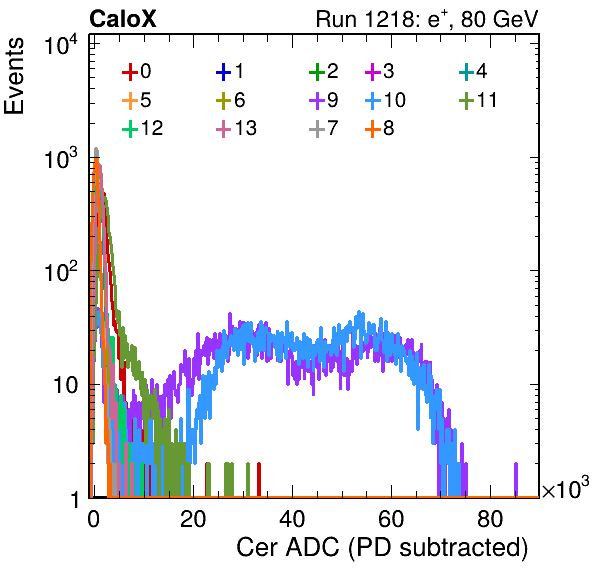 CaloX Run 1218: e⁺, 80 GeV
Events
10⁴
0 1 2 3 4
5 6 9 10 11
12 13 7 8
10³
10²
10
1
0 20 40 60 80 ×10³
Cer ADC (PD subtracted)